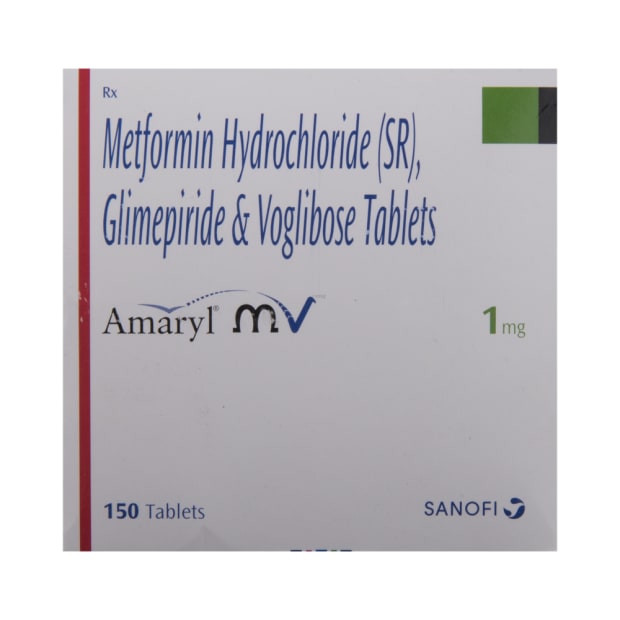 Rx
Metformin Hydrochloride (SR),
Glimepiride & Voglibose Tablets
Amaryl® MV
1 mg
150 Tablets
SANOFI